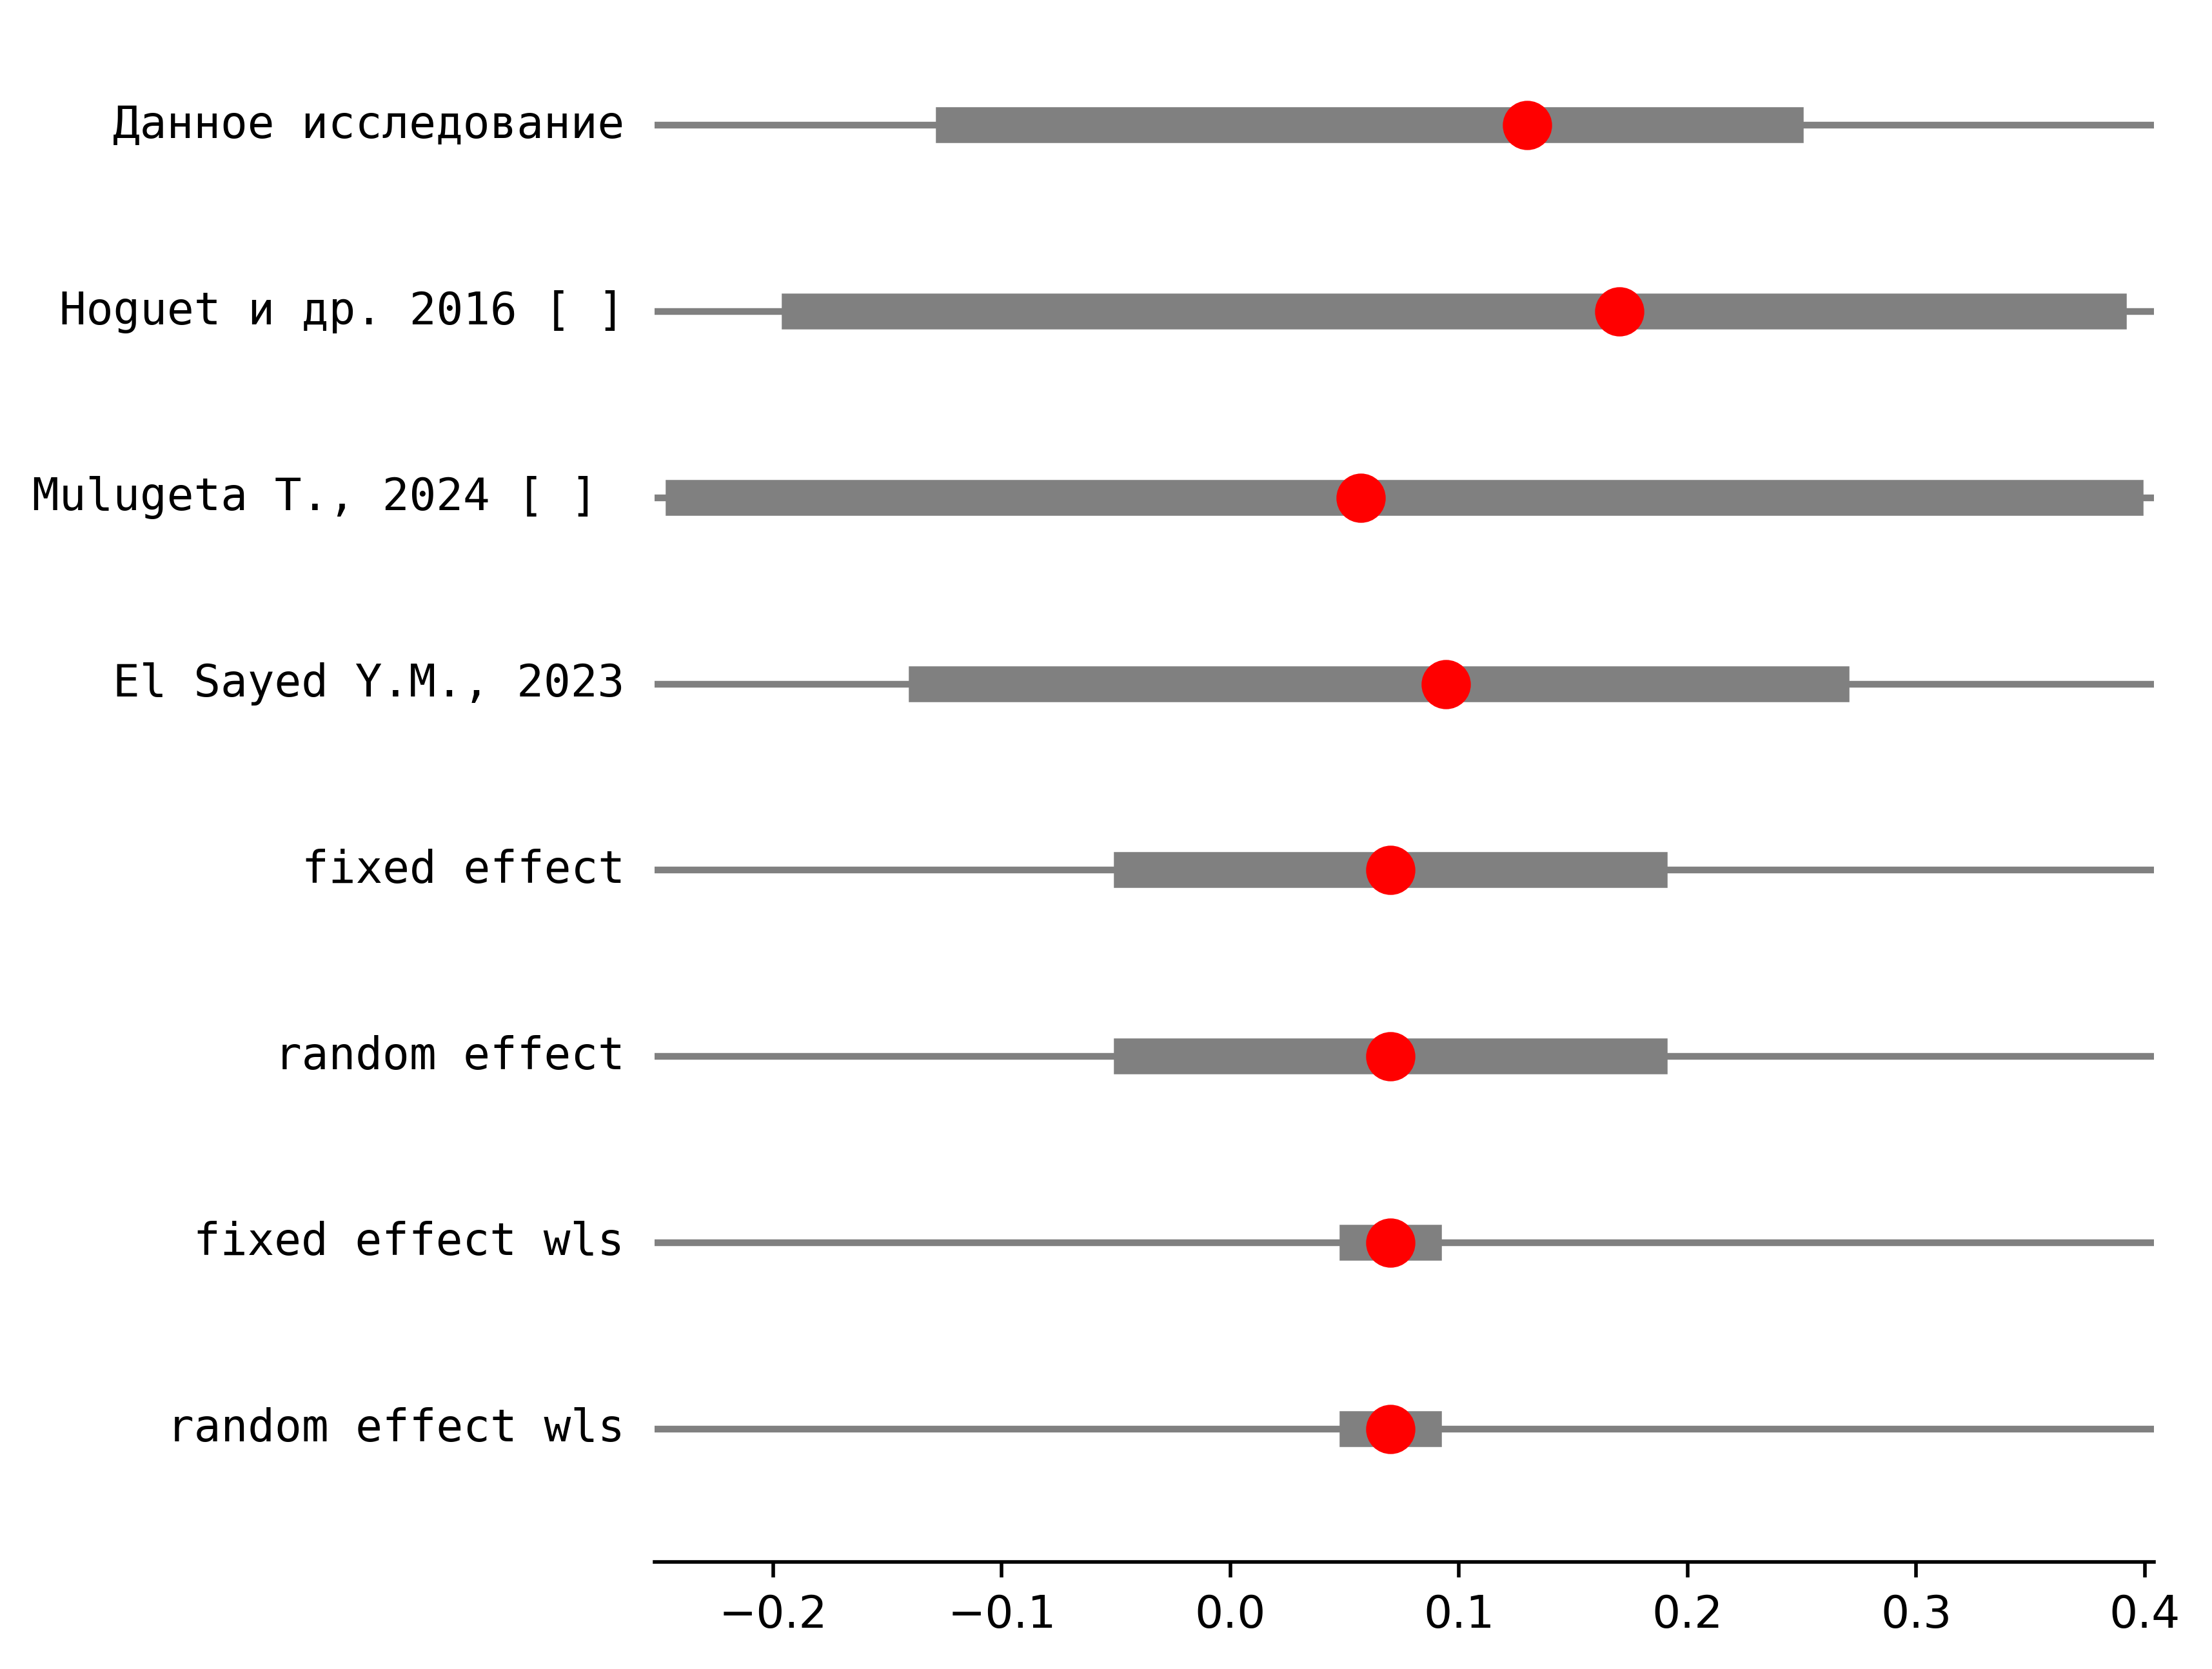 Данное исследование
Hoguet и др. 2016 [ ]
Mulugeta T., 2024 [ ]
El Sayed Y.M., 2023
fixed effect
random effect
fixed effect wls
random effect wls
−0.2 −0.1 0.0 0.1 0.2 0.3 0.4